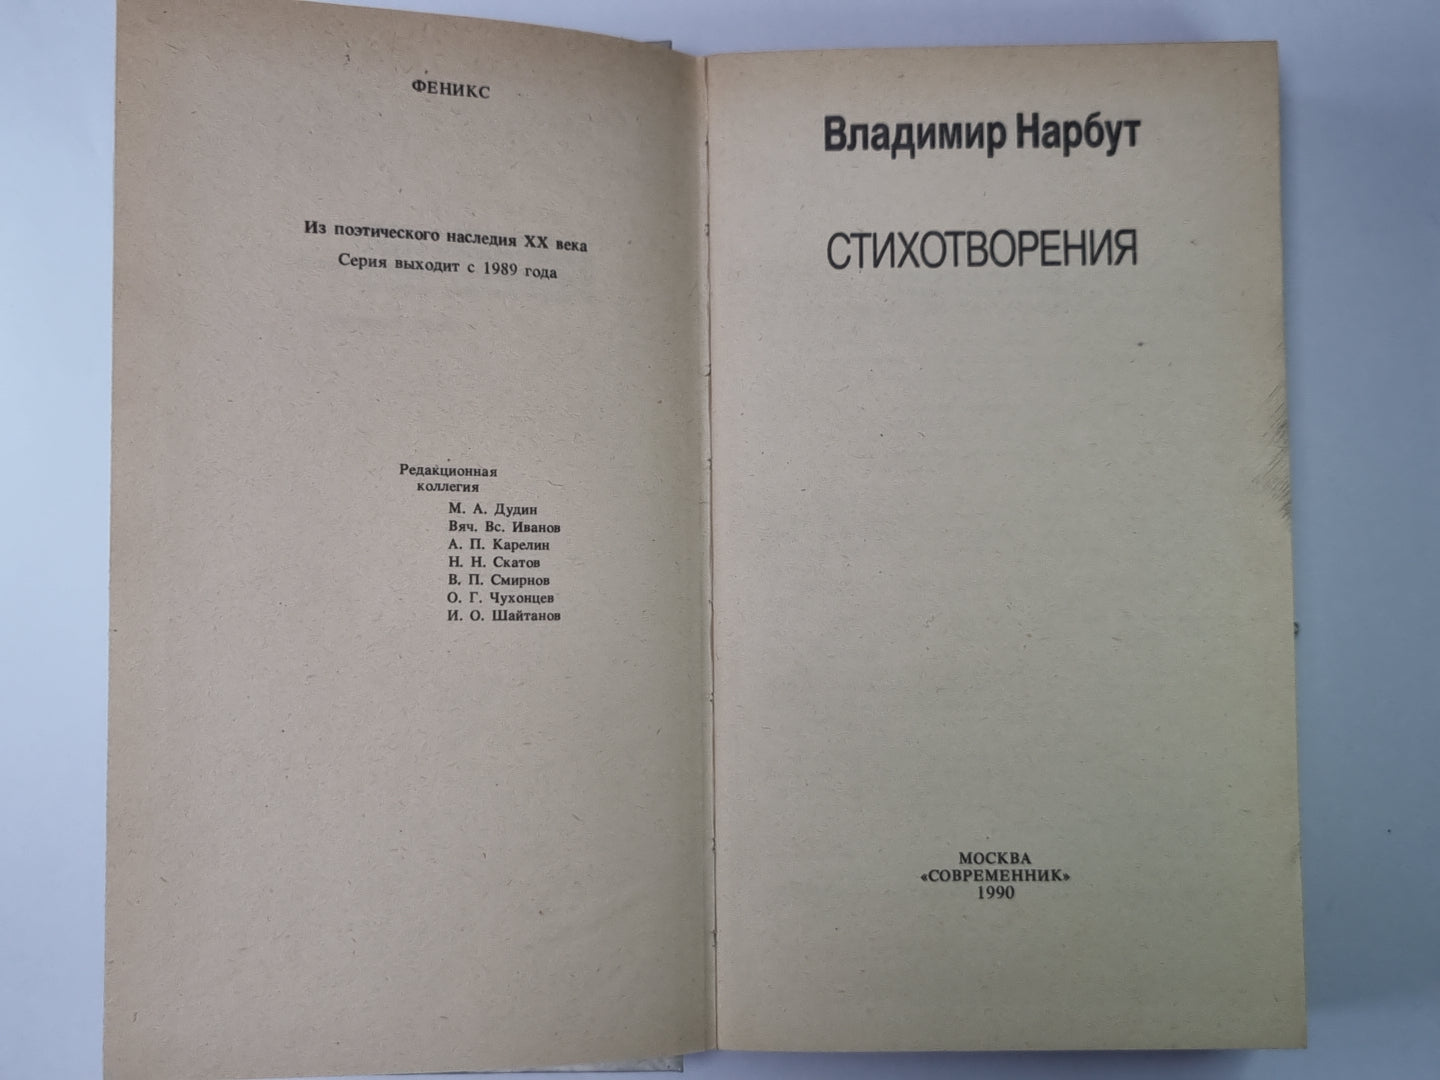 ФЕНИКС
Из поэтического наследия XX века
Серия выходит с 1989 года
Редакционная
коллегия
М. А. Дудин
Вяч. Вс. Иванов
А. П. Карелин
Н. Н. Скатов
В. П. Смирнов
О. Г. Чухонцев
И. О. Шайтанов
Владимир Нарбут
СТИХОТВОРЕНИЯ
МОСКВА
«СОВРЕМЕННИК»
1990